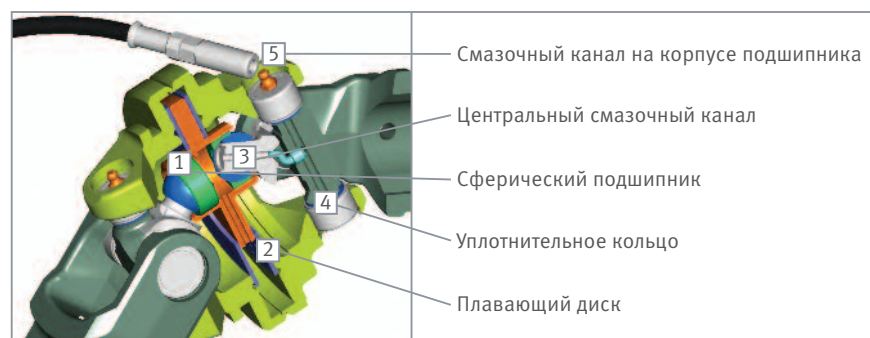 5
Смазочный канал на корпусе подшипника
Центральный смазочный канал
1
3
Сферический подшипник
4
Уплотнительное кольцо
2
Плавающий диск